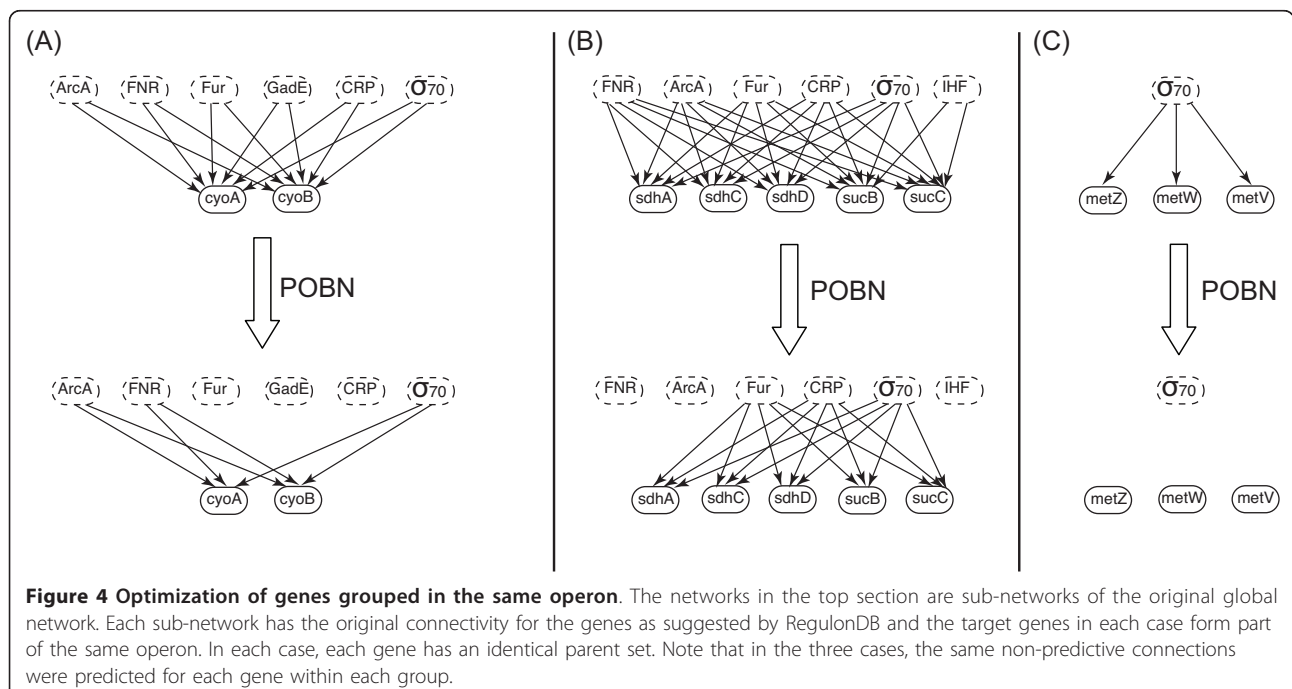 (A)
(B)
(C)
ArcA FNR Fur GadE CRP σ70
cyoA cyoB
POBN
ArcA FNR Fur GadE CRP σ70
cyoA cyoB
FNR ArcA Fur CRP σ70 IHF
sdhA sdhC sdhD sucB sucC
POBN
FNR ArcA Fur CRP σ70 IHF
sdhA sdhC sdhD sucB sucC
σ70
metZ metW metV
POBN
σ70
metZ metW metV
Figure 4 Optimization of genes grouped in the same operon. The networks in the top section are sub-networks of the original global
network. Each sub-network has the original connectivity for the genes as suggested by RegulonDB and the target genes in each case form part
of the same operon. In each case, each gene has an identical parent set. Note that in the three cases, the same non-predictive connections
were predicted for each gene within each group.